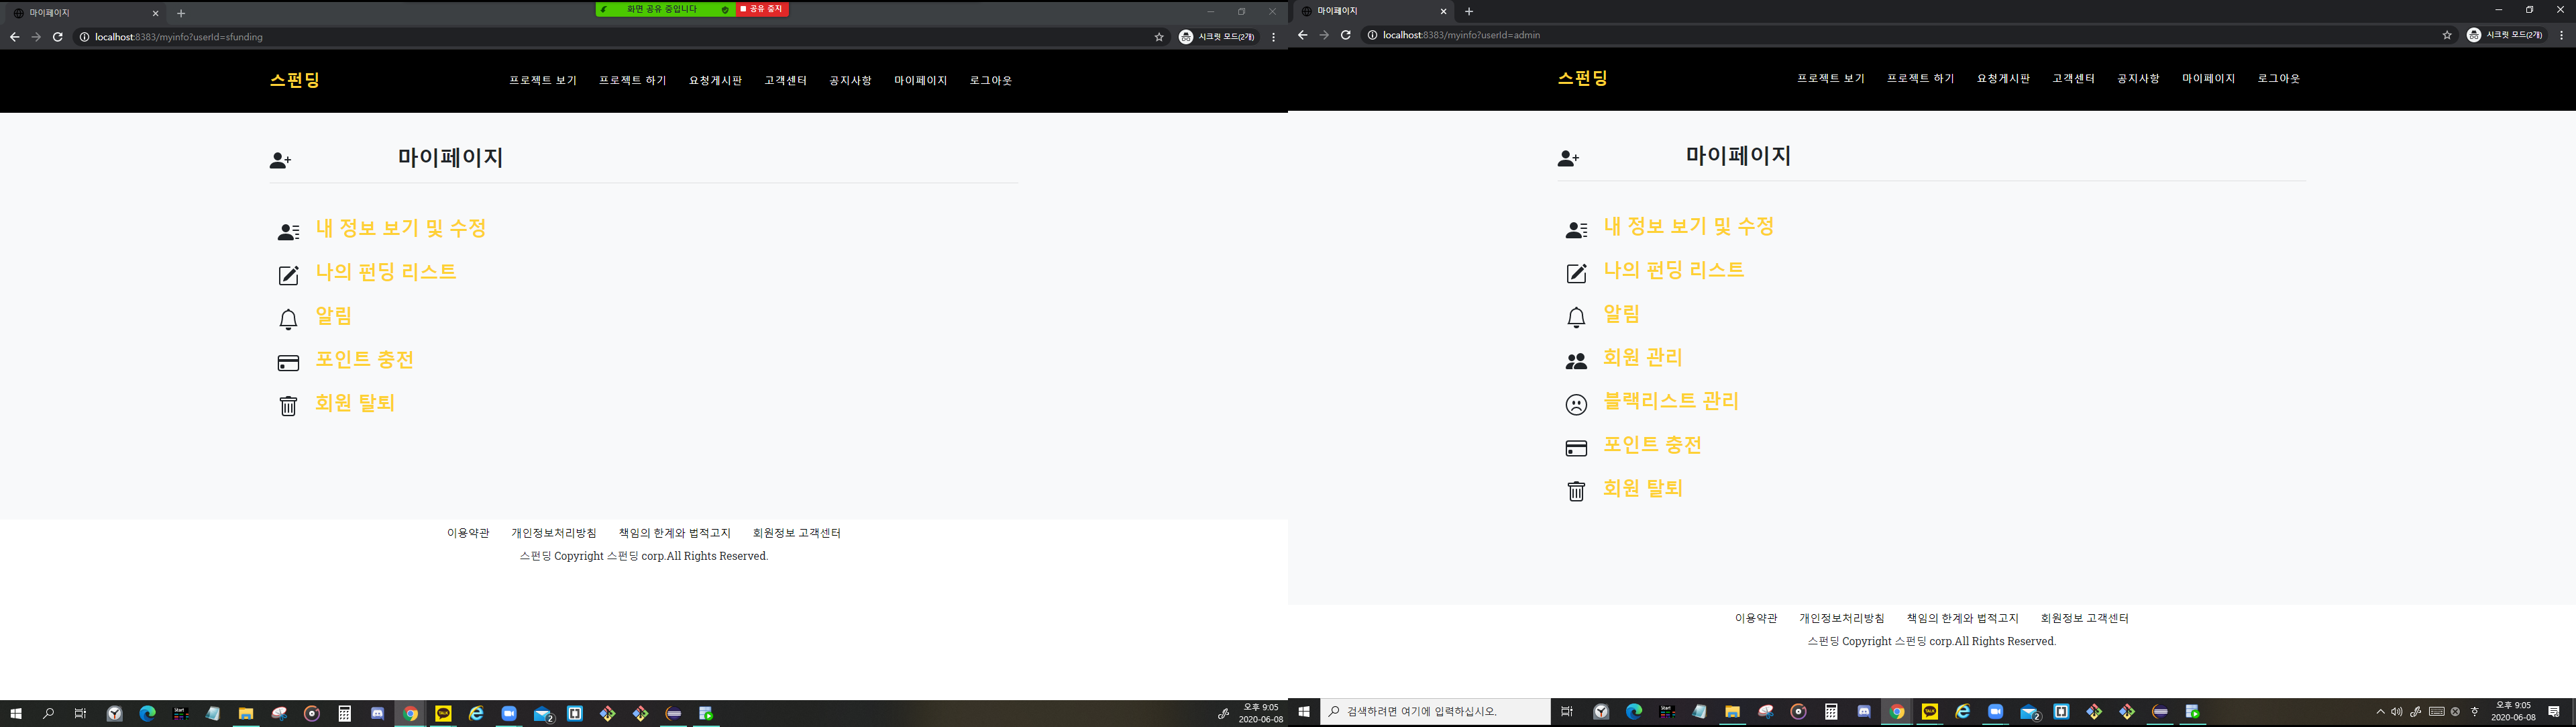 마이페이지
화면 공유 중입니다
공유 중지
localhost:8383/myinfo?userId=sfunding
시크릿 모드(2개)
스펀딩
프로젝트 보기 프로젝트 하기 요청게시판 고객센터 공지사항 마이페이지 로그아웃
마이페이지
내 정보 보기 및 수정
나의 펀딩 리스트
알림
포인트 충전
회원 탈퇴
이용약관 개인정보처리방침 책임의 한계와 법적고지 회원정보 고객센터
스펀딩 Copyright 스펀딩 corp.All Rights Reserved.
Start
TALK
2
오후 9:05
2020-06-08
마이페이지
localhost:8383/myinfo?userId=admin
시크릿 모드(2개)
스펀딩
프로젝트 보기 프로젝트 하기 요청게시판 고객센터 공지사항 마이페이지 로그아웃
마이페이지
내 정보 보기 및 수정
나의 펀딩 리스트
알림
회원 관리
블랙리스트 관리
포인트 충전
회원 탈퇴
이용약관 개인정보처리방침 책임의 한계와 법적고지 회원정보 고객센터
스펀딩 Copyright 스펀딩 corp.All Rights Reserved.
검색하려면 여기에 입력하십시오.
Start
TALK
2
오후 9:05
2020-06-08